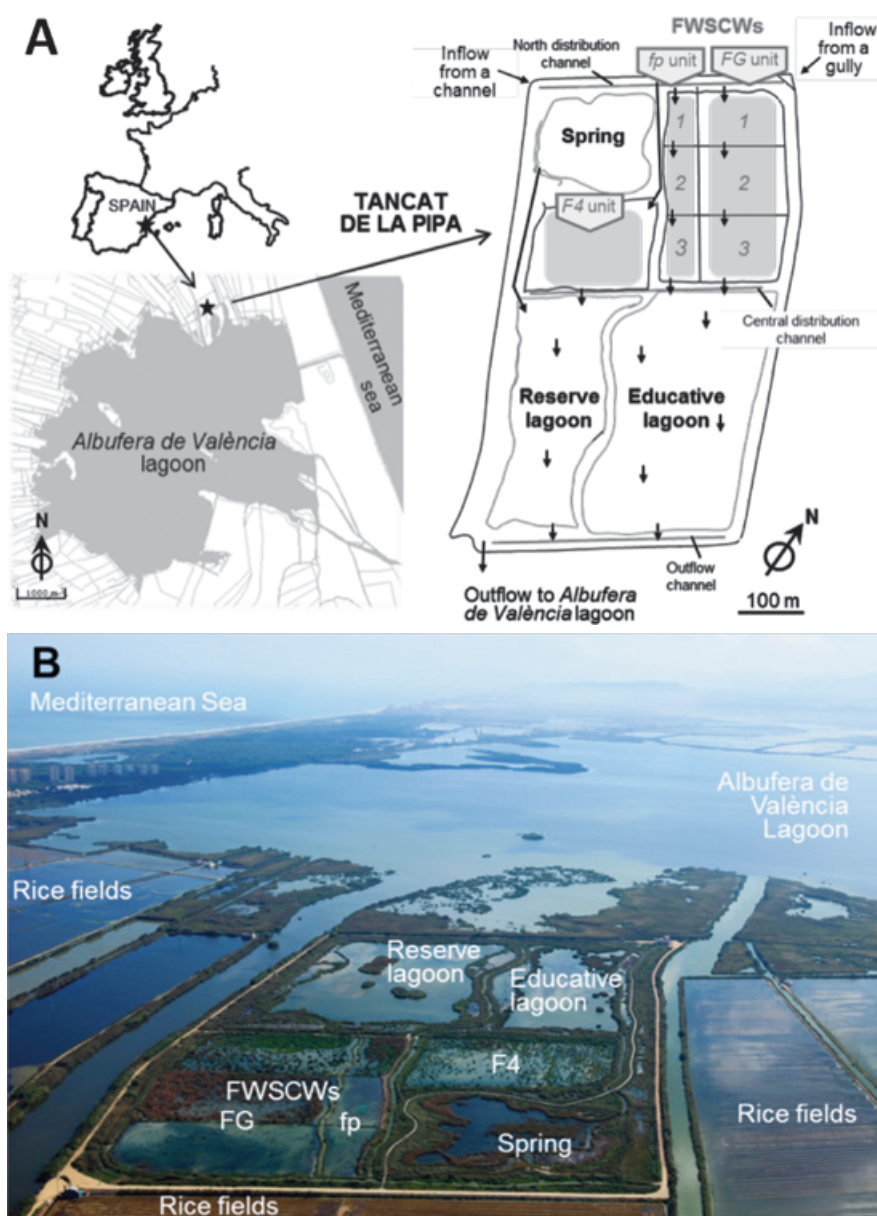 A
SPAIN
TANCAT
DE LA PIPA
Mediterranean
sea
Albufera de València
lagoon
N
1000 m
FWSCWs
Inflow
from a
channel
North distribution
channel
fp unit
FG unit
Inflow
from a
gully
Spring
1
1
2
2
F4 unit
3
3
Central distribution
channel
Reserve
lagoon
Educative
lagoon
N
Outflow
channel
Outflow to Albufera
de València lagoon
100 m
B
Mediterranean Sea
Albufera de
València
Lagoon
Rice fields
Reserve
lagoon
Educative
lagoon
F4
FWSCWs
FG
fp
Spring
Rice fields
Rice fields